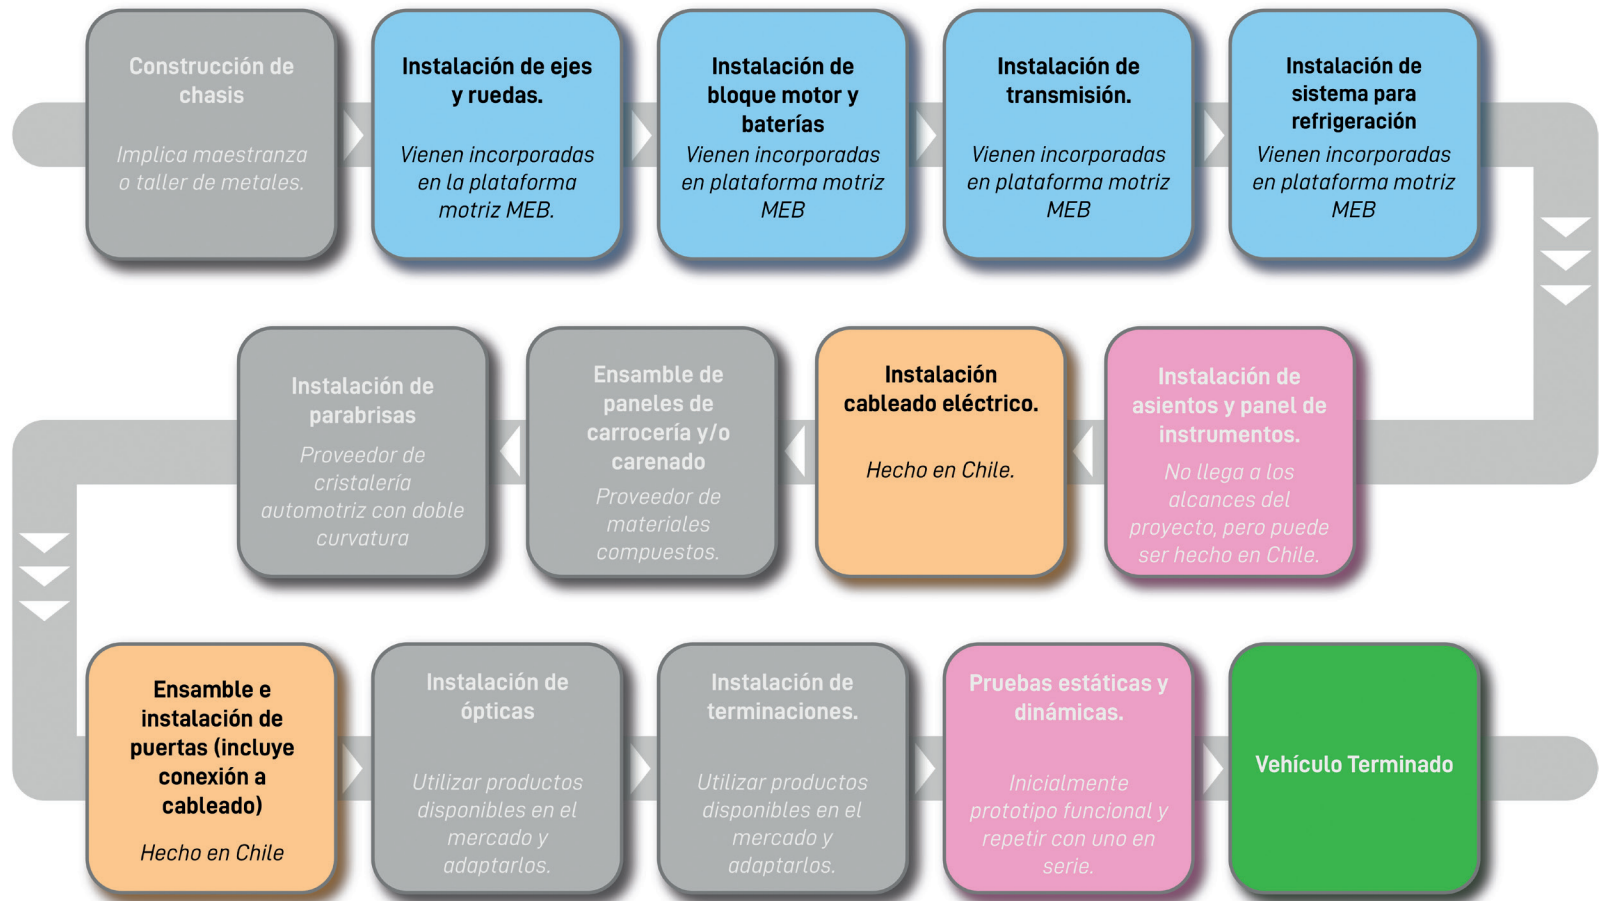 Construcción de
chasis
Implica maestranza
o taller de metales.
Instalación de ejes
y ruedas.
Vienen incorporadas
en la plataforma
motriz MEB.
Instalación de
bloque motor y
baterías
Vienen incorporadas
en plataforma motriz
MEB
Instalación de
transmisión.
Vienen incorporadas
en plataforma motriz
MEB
Instalación de
sistema para
refrigeración
Vienen incorporadas
en plataforma motriz
MEB
Instalación de
asientos y panel de
instrumentos.
No llega a los
alcances del
proyecto, pero puede
ser hecho en Chile.
Instalación
cableado eléctrico.
Hecho en Chile.
Ensamble de
paneles de
carrocería y/o
carenado
Proveedor de
materiales
compuestos.
Instalación de
parabrisas
Proveedor de
cristalería
automotriz con doble
curvatura
Ensamble e
instalación de
puertas (incluye
conexión a
cableado)
Hecho en Chile
Instalación de
ópticas
Utilizar productos
disponibles en el
mercado y
adaptarlos.
Instalación de
terminaciones.
Utilizar productos
disponibles en el
mercado y
adaptarlos.
Pruebas estáticas y
dinámicas.
Inicialmente
prototipo funcional y
repetir con uno en
serie.
Vehículo Terminado